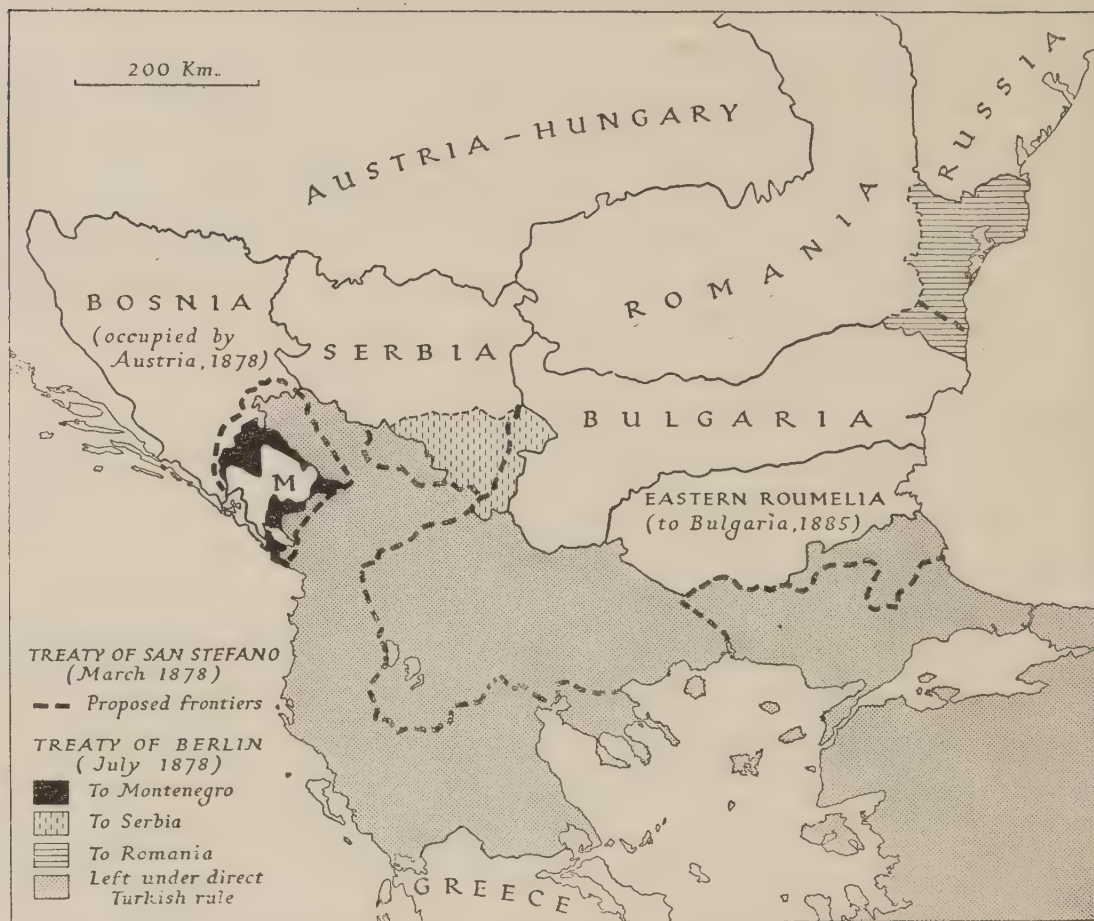 200 Km.
AUSTRIA-HUNGARY
RUSSIA
ROMANIA
BOSNIA
(occupied by
Austria, 1878)
SERBIA
BULGARIA
M
EASTERN ROUMELIA
(to Bulgaria, 1885)
TREATY OF SAN STEFANO
(March 1878)
Proposed frontiers
TREATY OF BERLIN
(July 1878)
To Montenegro
To Serbia
To Romania
Left under direct
Turkish rule
GREECE